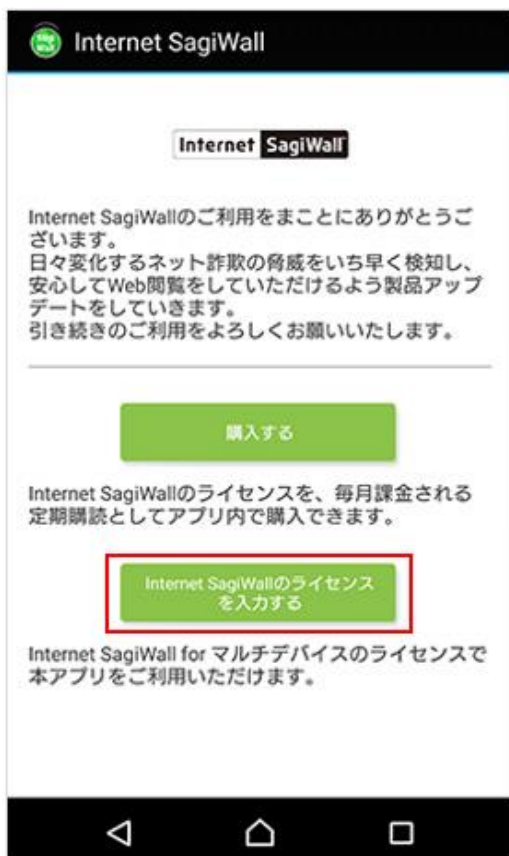 Internet SagiWall
Internet SagiWall
Internet SagiWallのご利用をまことにありがとうご
ざいます。
日々変化するネット詐欺の脅威をいち早く検知し、
安心してWeb閲覧をしていただけるよう製品アップ
デートをしていきます。
引き続きのご利用をよろしくお願いいたします。
購入する
Internet SagiWallのライセンスを、毎月課金される
定期購読としてアプリ内で購入できます。
Internet SagiWallのライセンス
を入力する
Internet SagiWall for マルチデバイスのライセンスで
本アプリをご利用いただけます。